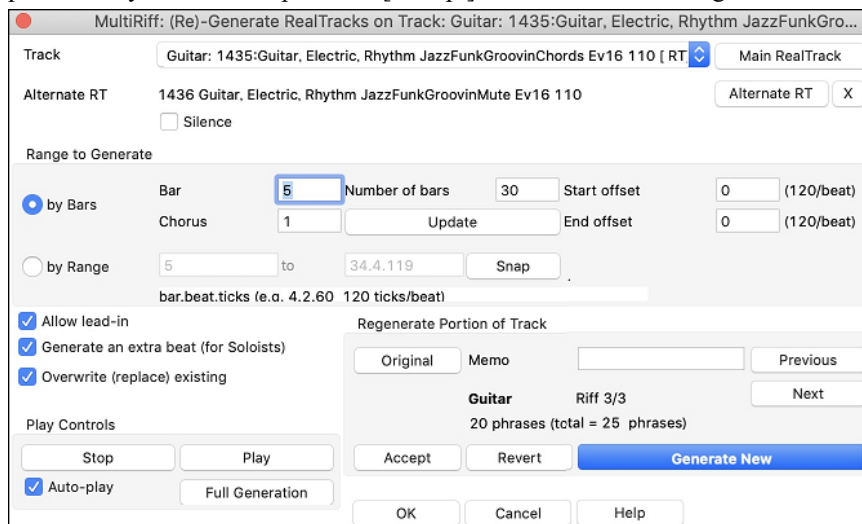 MultiRiff: (Re)-Generate RealTracks on Track: Guitar: 1435:Guitar, Electric, Rhythm JazzFunkGro...
Track Guitar: 1435:Guitar, Electric, Rhythm JazzFunkGroovinChords Ev16 110 [ RT Main RealTrack
Alternate RT 1436 Guitar, Electric, Rhythm JazzFunkGroovinMute Ev16 110 Alternate RT X
Silence
Range to Generate
by Bars Bar 5 Number of bars 30 Start offset 0 (120/beat)
Chorus 1 Update End offset 0 (120/beat)
by Range 5 to 34.4.119 Snap .
bar.beat.ticks (e.g. 4.2.60 120 ticks/beat)
Allow lead-in
Generate an extra beat (for Soloists)
Overwrite (replace) existing
Regenerate Portion of Track
Original Memo Previous
Guitar Riff 3/3 Next
20 phrases (total = 25 phrases)
Play Controls
Stop Play Accept Revert Generate New
Auto-play Full Generation
OK Cancel Help